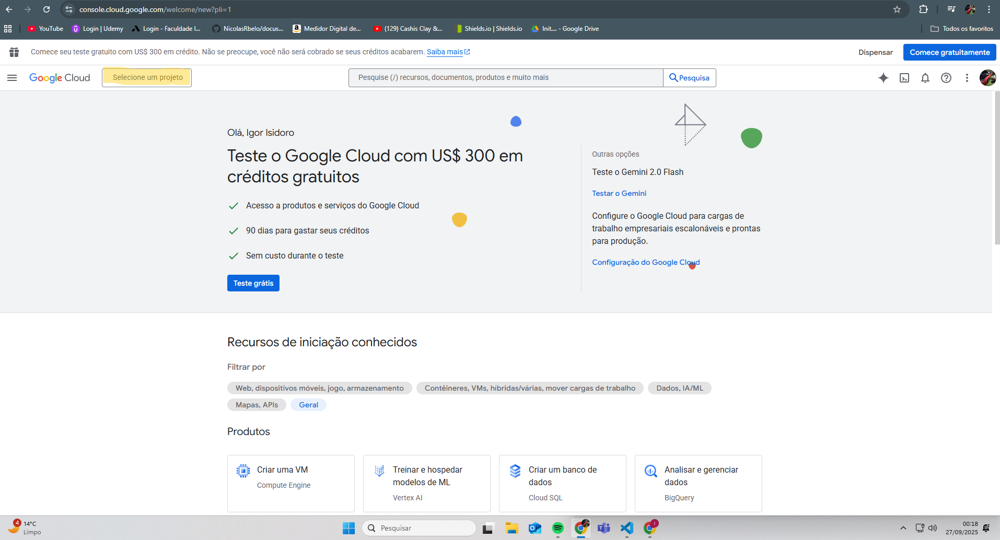 console.cloud.google.com/welcome/new?pli=1
YouTube
Login | Udemy
Login - Faculdade I...
NicolasRbelo/docus...
Medidor Digital de...
(129) Cashis Clay &...
Shields.io | Shields.io
Init.... - Google Drive
Todos os favoritos
Comece seu teste gratuito com US$ 300 em crédito. Não se preocupe, você não será cobrado se seus créditos acabarem. Saiba mais
Dispensar
Comece gratuitamente
Google Cloud
Selecione um projeto
Pesquise (/) recursos, documentos, produtos e muito mais
Pesquisa
Olá, Igor Isidoro
Teste o Google Cloud com US$ 300 em
créditos gratuitos
Acesso a produtos e serviços do Google Cloud
90 dias para gastar seus créditos
Sem custo durante o teste
Teste grátis
Outras opções
Teste o Gemini 2.0 Flash
Testar o Gemini
Configure o Google Cloud para cargas de
trabalho empresariais escalonáveis e prontas
para produção.
Configuração do Google Cloud
Recursos de iniciação conhecidos
Filtrar por
Web, dispositivos móveis, jogo, armazenamento
Contêineres, VMs, híbridas/várias, mover cargas de trabalho
Dados, IA/ML
Mapas, APIs
Geral
Produtos
Criar uma VM
Compute Engine
Treinar e hospedar
modelos de ML
Vertex AI
Criar um banco de
dados
Cloud SQL
Analisar e gerenciar
dados
BigQuery
4
14°C
Limpo
Pesquisar
00:18
27/09/2025